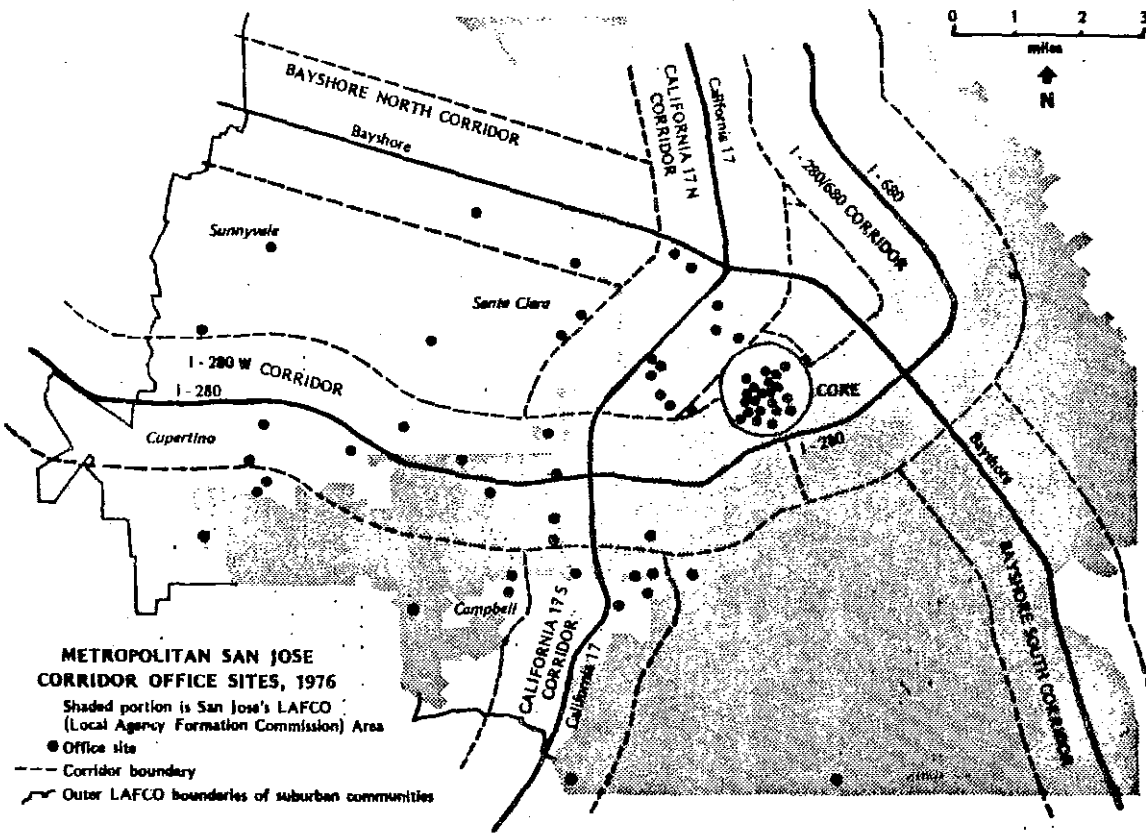 0 1 2 3
miles
N
BAYSHORE NORTH CORRIDOR
Bayshore
CALIFORNIA 17 N
CORRIDOR
California 17
I - 280/680 CORRIDOR
I - 680
Sunnyvale
Santa Clara
I - 280 W CORRIDOR
I - 280
CORE
Cupertino
I - 280
Bayshore
BAYSHORE SOUTH CORRIDOR
Campbell
CALIFORNIA 17 S
CORRIDOR
California 17
METROPOLITAN SAN JOSE
CORRIDOR OFFICE SITES, 1976
Shaded portion is San Jose's LAFCO
(Local Agency Formation Commission) Area
Office site
Corridor boundary
Outer LAFCO boundaries of suburban communities